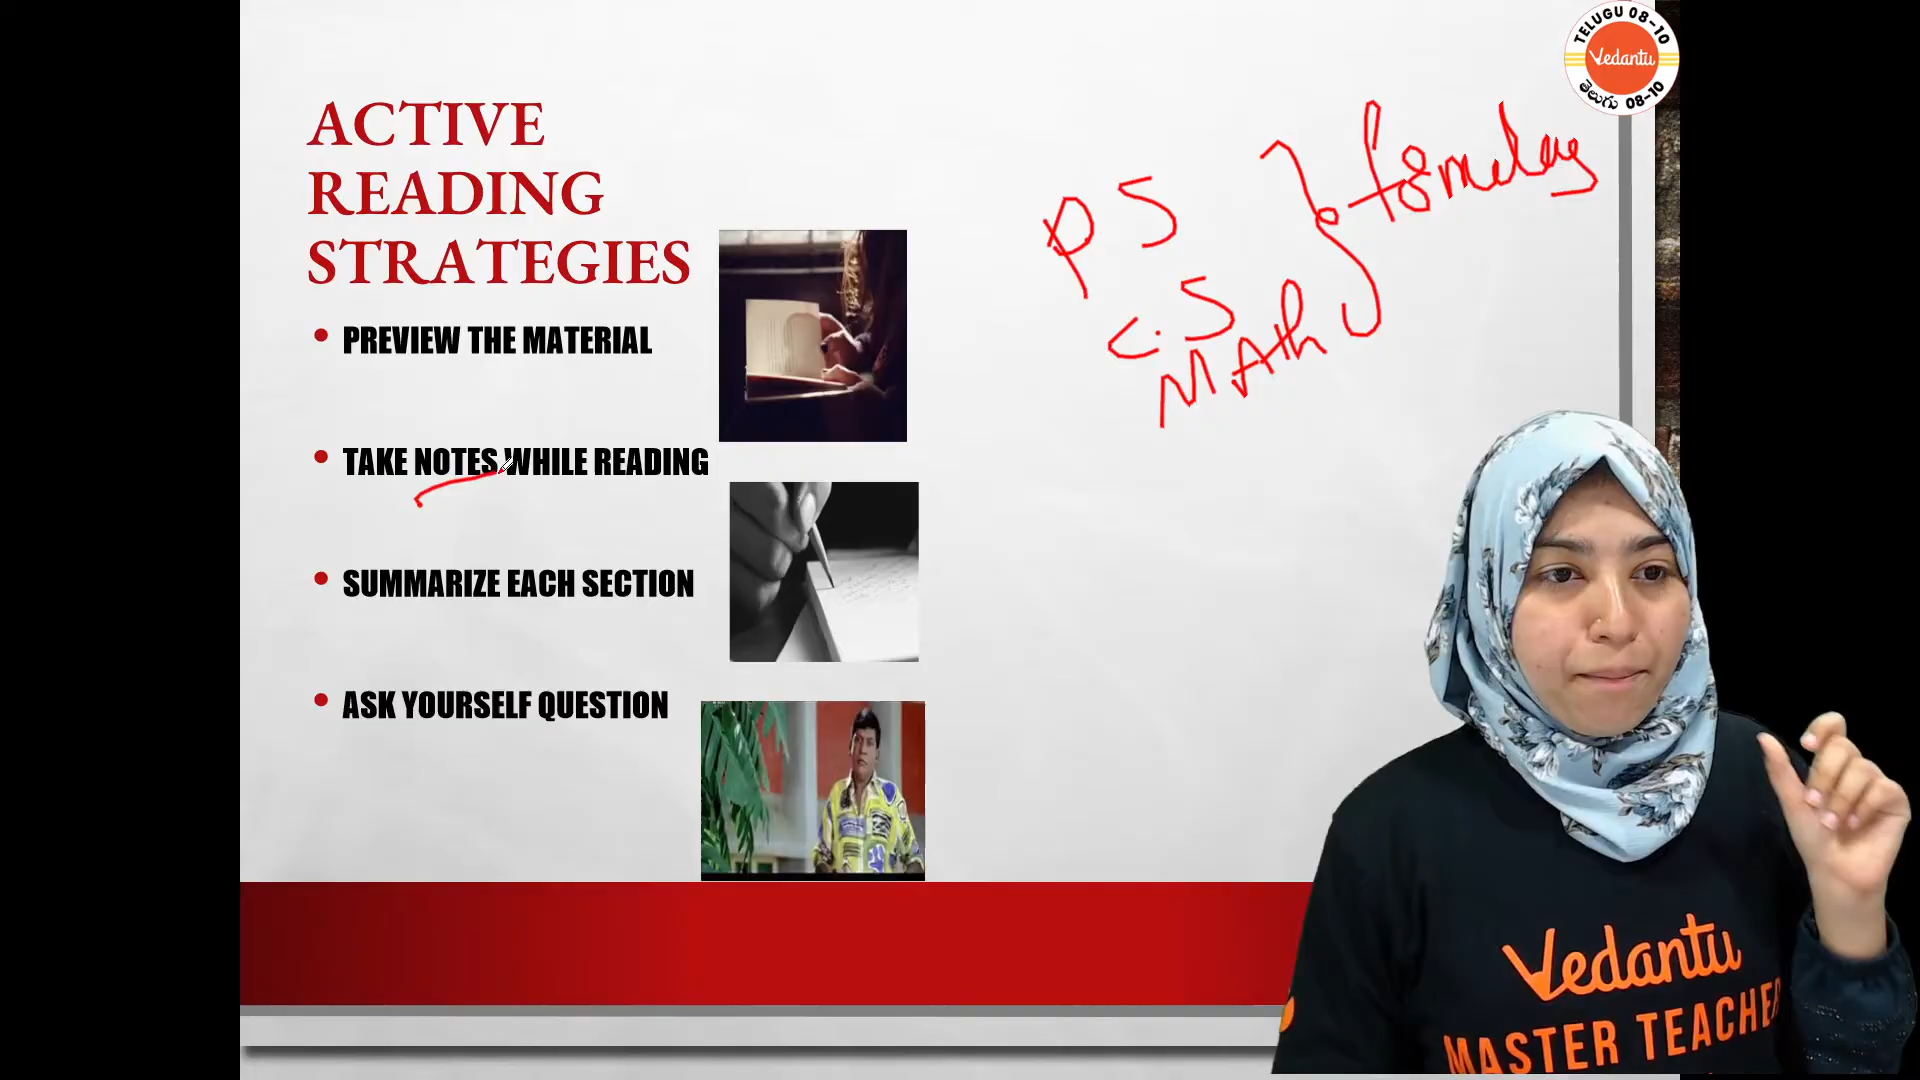 ACTIVE
READING
STRATEGIES
PREVIEW THE MATERIAL
TAKE NOTES WHILE READING
SUMMARIZE EACH SECTION
ASK YOURSELF QUESTION
PS
C.S
MAth
TELUGU 08-10
Vedantu
తెలుగు 08-10
Vedantu
MASTER TEACHER